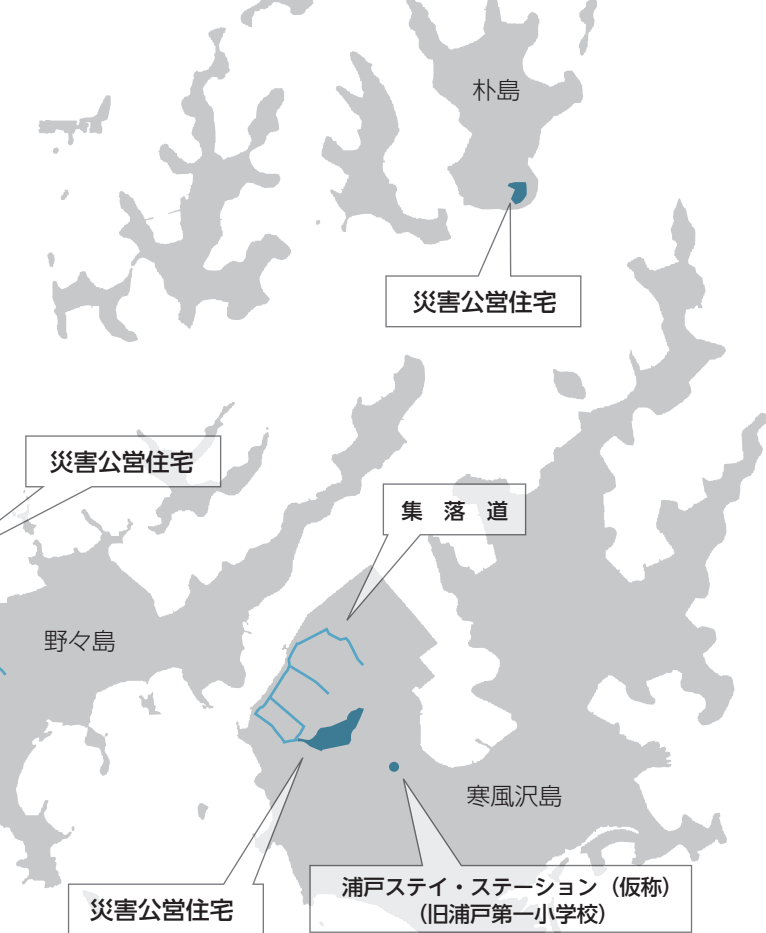 朴島
災害公営住宅
災害公営住宅
集 落 道
野々島
寒風沢島
浦戸ステイ・ステーション（仮称）
（旧浦戸第一小学校）
災害公営住宅